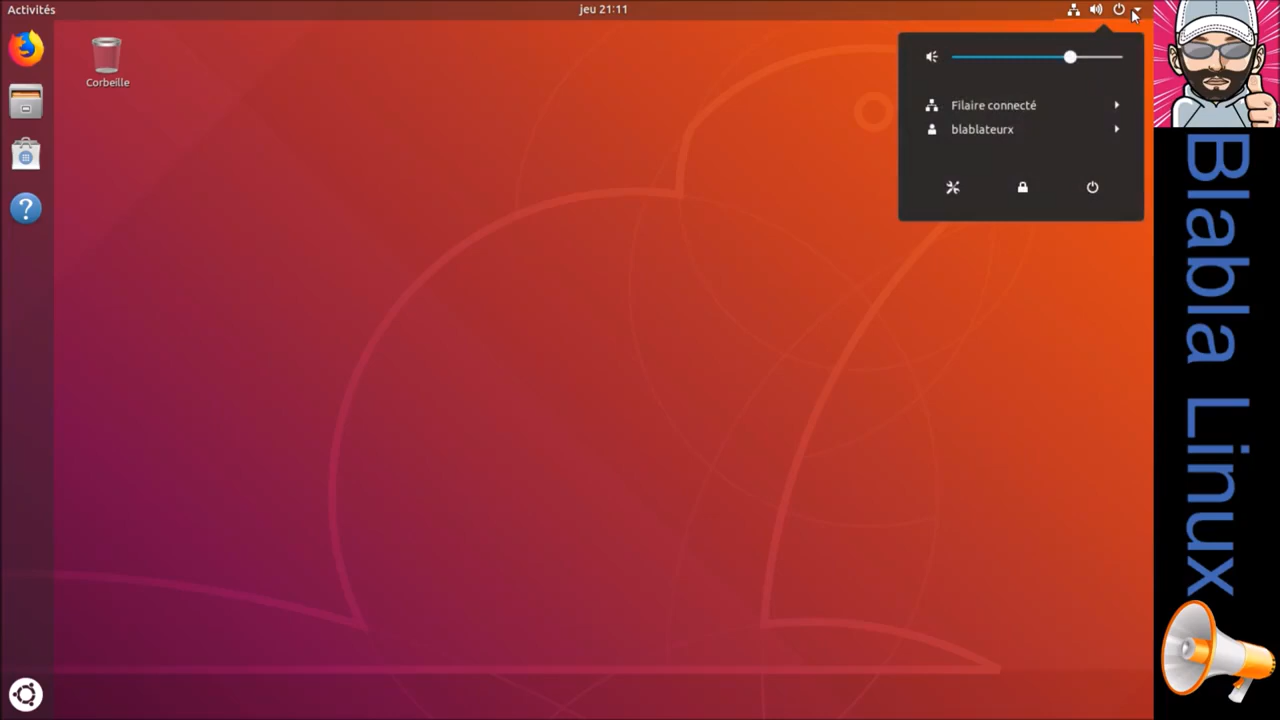 Activités
jeu 21:11
Corbeille
Filaire connecté
blablateurx
Blabla Linux